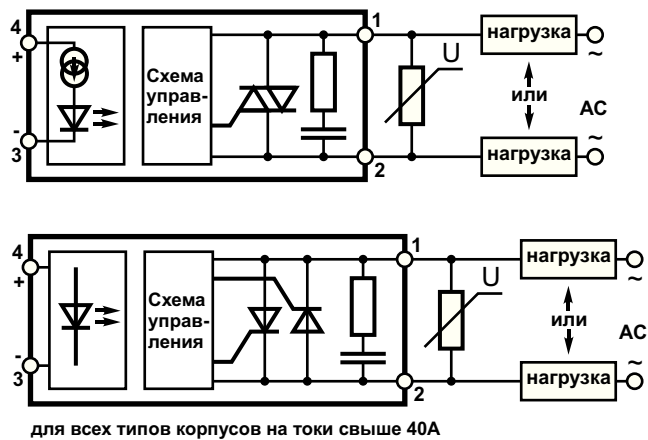 4
+
-
3
Схема
управ-
ления
1
2
U
нагрузка
~
или
AC
~
нагрузка
4
+
-
3
Схема
управ-
ления
1
2
U
нагрузка
~
или
AC
~
нагрузка
для всех типов корпусов на токи свыше 40А